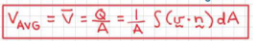 V_AVG = V̅ = Q/A = 1/A ∫(v·n)dA